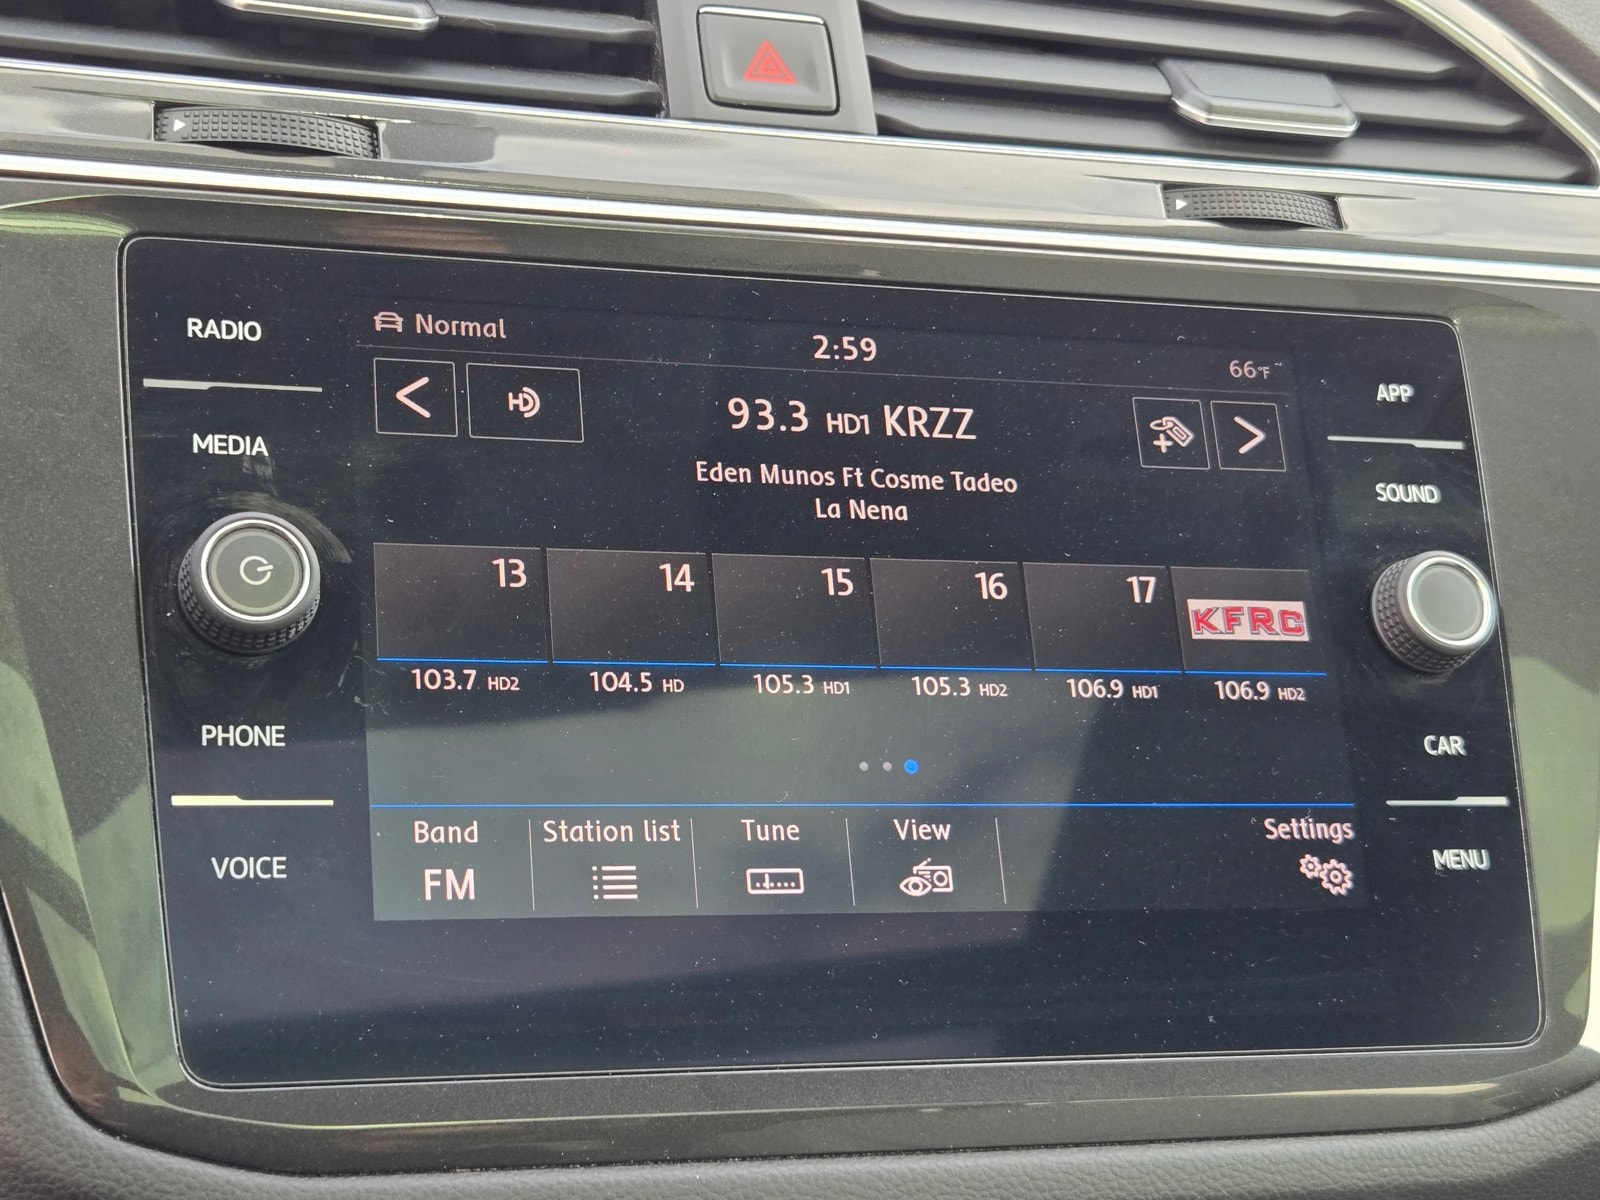 RADIO
MEDIA
PHONE
VOICE
Normal
2:59
66°F
HD
93.3 HD1 KRZZ
Eden Munos Ft Cosme Tadeo
La Nena
13 14 15 16 17 KFRC
103.7 HD2 104.5 HD 105.3 HD1 105.3 HD2 106.9 HD1 106.9 HD2
Band Station list Tune View Settings
FM
APP
SOUND
CAR
MENU